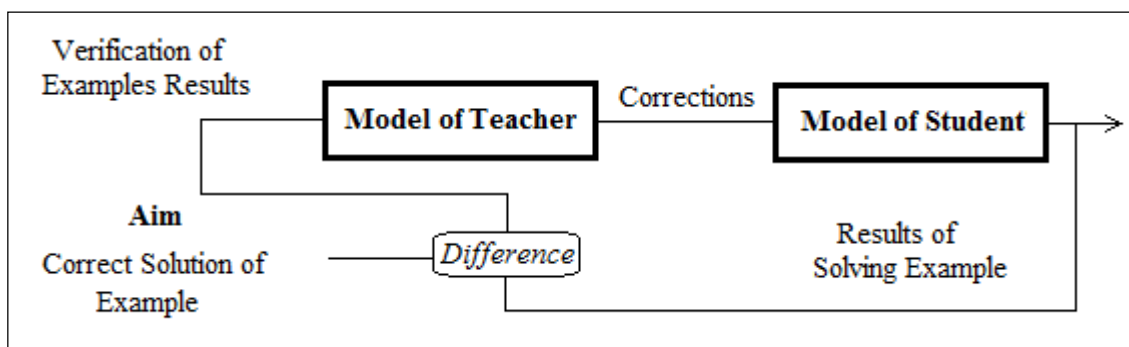 Verification of
Examples Results
Model of Teacher
Corrections
Model of Student
Aim
Correct Solution of
Example
Difference
Results of
Solving Example